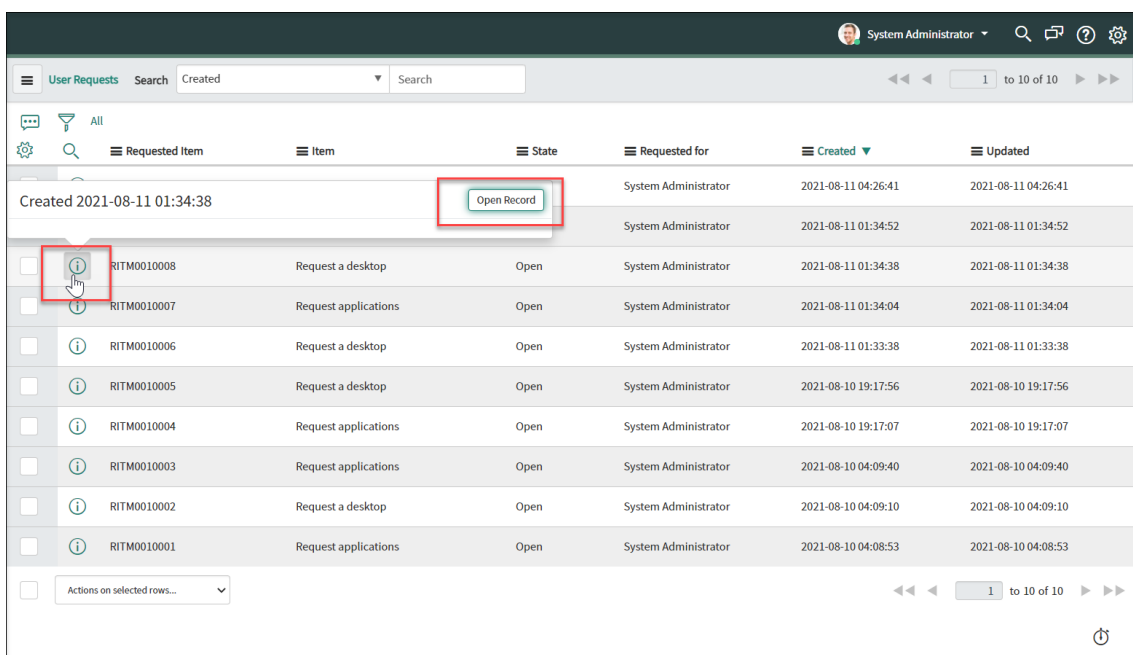 System Administrator
User Requests Search Created Search 1 to 10 of 10
All
Requested Item Item State Requested for Created Updated
System Administrator 2021-08-11 04:26:41 2021-08-11 04:26:41
Created 2021-08-11 01:34:38 Open Record
System Administrator 2021-08-11 01:34:52 2021-08-11 01:34:52
RITM0010008 Request a desktop Open System Administrator 2021-08-11 01:34:38 2021-08-11 01:34:38
RITM0010007 Request applications Open System Administrator 2021-08-11 01:34:04 2021-08-11 01:34:04
RITM0010006 Request a desktop Open System Administrator 2021-08-11 01:33:38 2021-08-11 01:33:38
RITM0010005 Request a desktop Open System Administrator 2021-08-10 19:17:56 2021-08-10 19:17:56
RITM0010004 Request applications Open System Administrator 2021-08-10 19:17:07 2021-08-10 19:17:07
RITM0010003 Request applications Open System Administrator 2021-08-10 04:09:40 2021-08-10 04:09:40
RITM0010002 Request a desktop Open System Administrator 2021-08-10 04:09:10 2021-08-10 04:09:10
RITM0010001 Request applications Open System Administrator 2021-08-10 04:08:53 2021-08-10 04:08:53
Actions on selected rows... 1 to 10 of 10